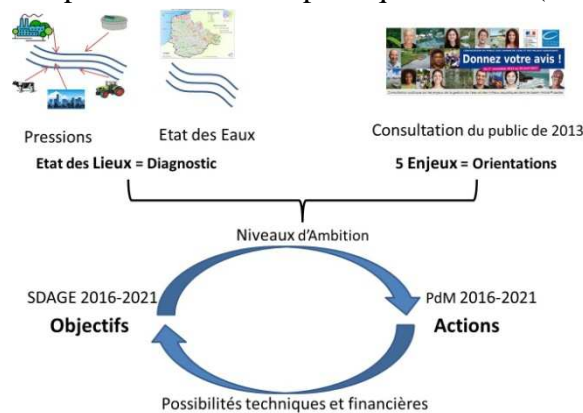 Pressions
Etat des Eaux
Etat des Lieux = Diagnostic
Donnez votre avis !
Consultation du public de 2013
5 Enjeux = Orientations
Niveaux d'Ambition
SDAGE 2016-2021
Objectifs
PdM 2016-2021
Actions
Possibilités techniques et financières